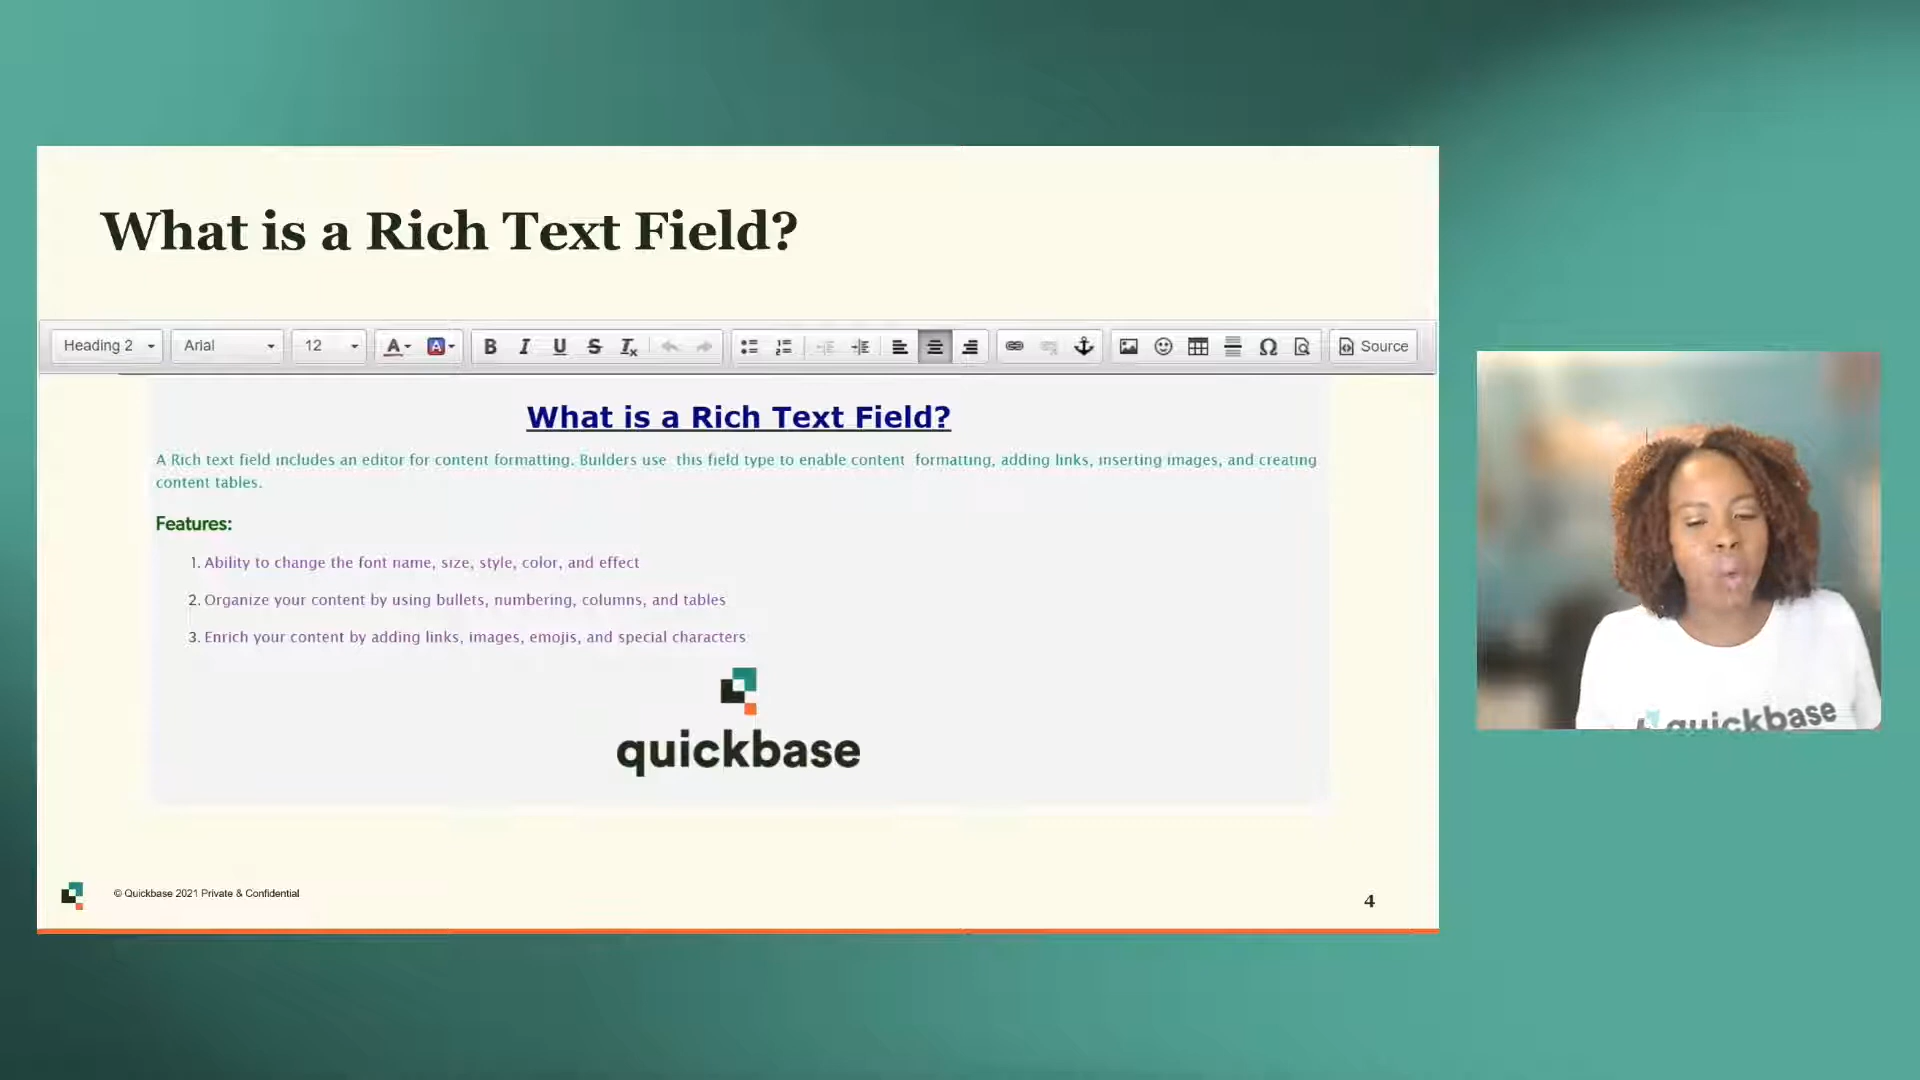 What is a Rich Text Field?
Heading 2 Arial 12 A A B I U S Ix Ω Source
What is a Rich Text Field?
A Rich text field includes an editor for content formatting. Builders use this field type to enable content formatting, adding links, inserting images, and creating
content tables.
Features:
1. Ability to change the font name, size, style, color, and effect
2. Organize your content by using bullets, numbering, columns, and tables
3. Enrich your content by adding links, images, emojis, and special characters
quickbase
quickbase
© Quickbase 2021 Private & Confidential
4